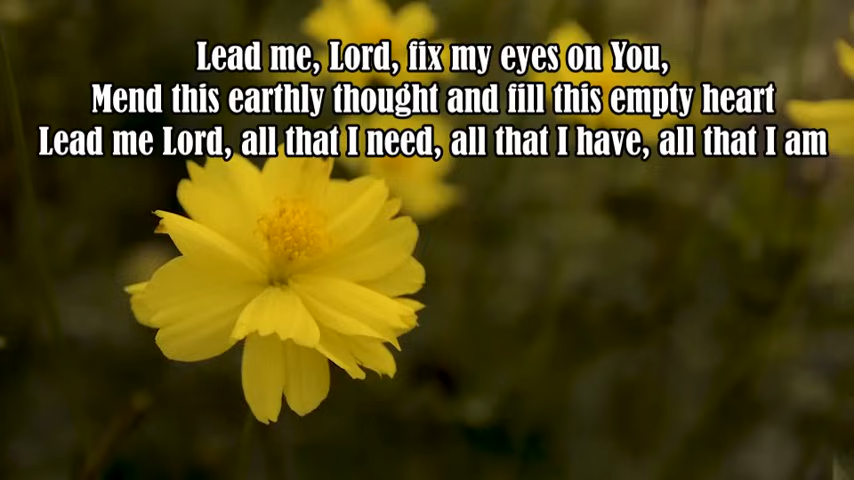 Lead me, Lord, fix my eyes on You,
Mend this earthly thought and fill this empty heart
Lead me Lord, all that I need, all that I have, all that I am